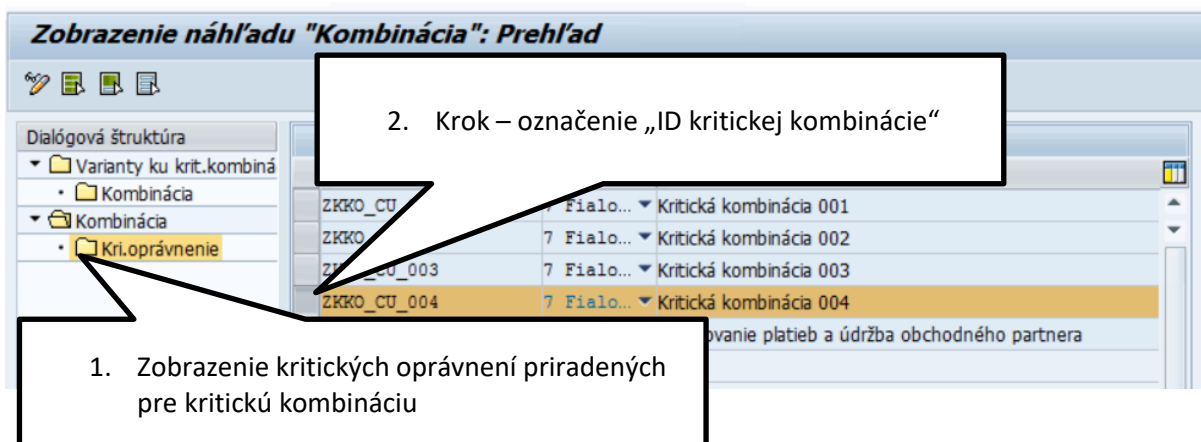 Zobrazenie náhľadu "Kombinácia": Prehľad
2. Krok – označenie „ID kritickej kombinácie“
Dialógová štruktúra
Varianty ku krit.kombiná
Kombinácia
Kombinácia
Kri.oprávnenie
ZKKO_CU 7 Fialo... Kritická kombinácia 001
ZKKO 7 Fialo... Kritická kombinácia 002
ZKKO_CU_003 7 Fialo... Kritická kombinácia 003
ZKKO_CU_004 7 Fialo... Kritická kombinácia 004
platieb a údržba obchodného partnera
1. Zobrazenie kritických oprávnení priradených
pre kritickú kombináciu